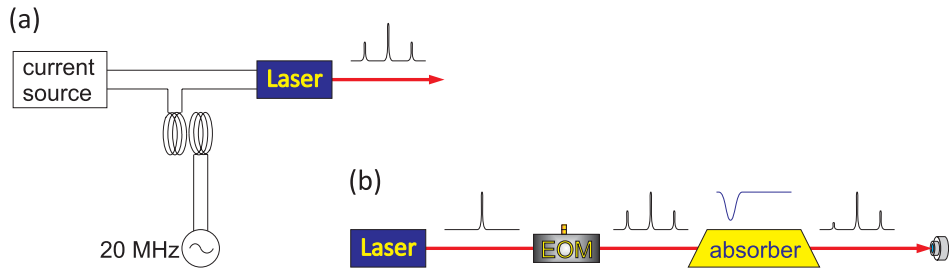 (a)
current
source
Laser
20 MHz
(b)
Laser
EOM
absorber